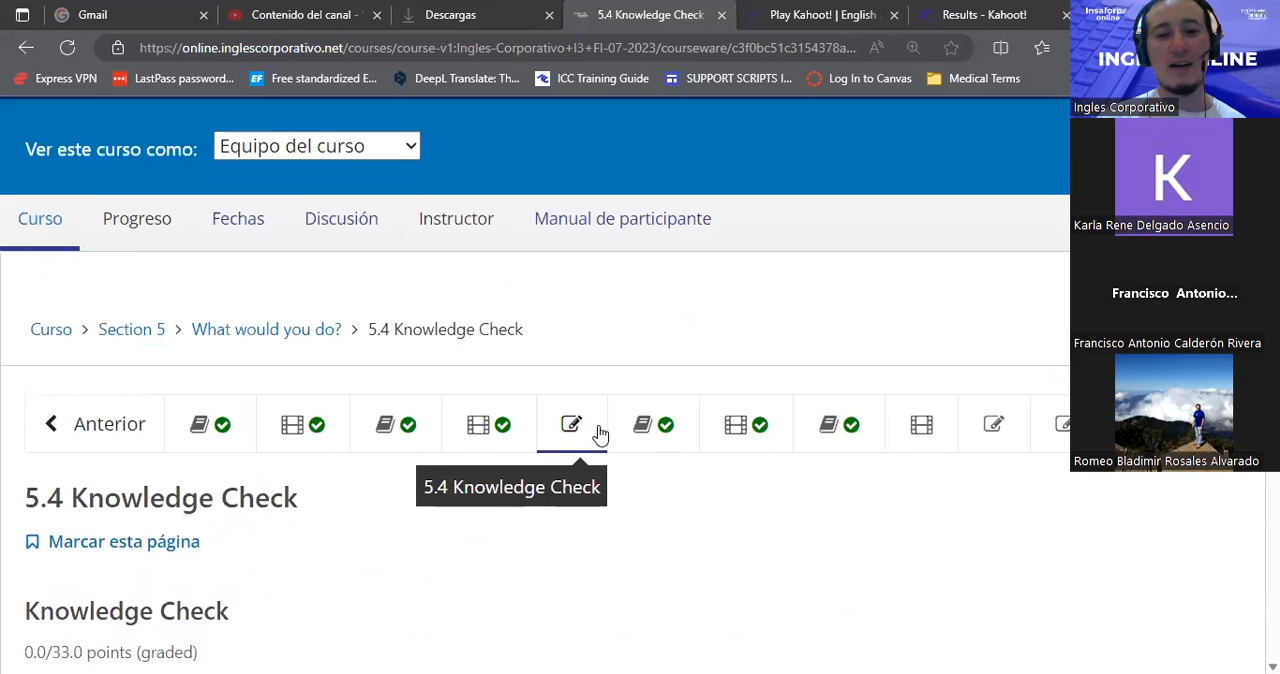 Gmail
Contenido del canal -
Descargas
5.4 Knowledge Check
Play Kahoot! | English
Results - Kahoot!
https://online.inglescorporativo.net/courses/course-v1:Ingles-Corporativo+I3+FI-07-2023/courseware/c3f0bc51c3154378a...
Express VPN
LastPass password...
EF Free standardized E...
DeepL Translate: Th...
ICC Training Guide
SUPPORT SCRIPTS I...
Log In to Canvas
Medical Terms
Insaforp
online
ING LINE
Ingles Corporativo
Ver este curso como:
Equipo del curso
Curso
Progreso
Fechas
Discusión
Instructor
Manual de participante
K
Karla Rene Delgado Asencio
Francisco Antonio...
Francisco Antonio Calderón Rivera
Romeo Bladimir Rosales Alvarado
Curso > Section 5 > What would you do? > 5.4 Knowledge Check
Anterior
5.4 Knowledge Check
5.4 Knowledge Check
Marcar esta página
Knowledge Check
0.0/33.0 points (graded)